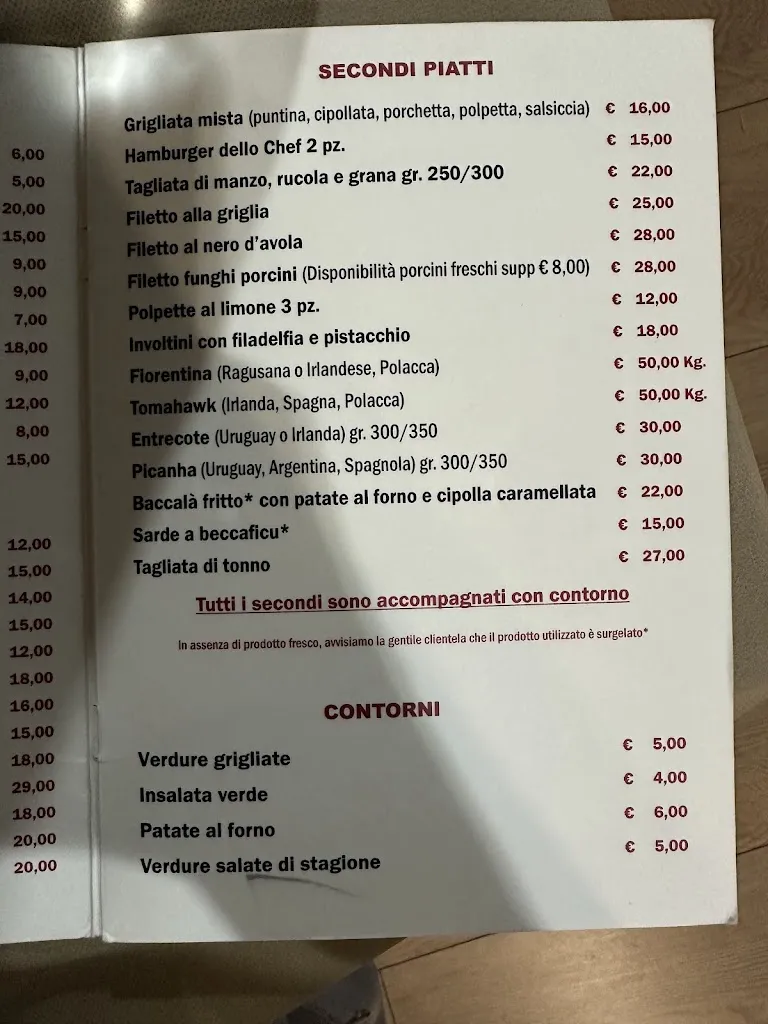 6,00
5,00
20,00
15,00
9,00
9,00
7,00
18,00
9,00
12,00
8,00
15,00
12,00
15,00
14,00
15,00
12,00
18,00
16,00
15,00
18,00
29,00
18,00
20,00
20,00
SECONDI PIATTI
Grigliata mista (puntina, cipollata, porchetta, polpetta, salsiccia) € 16,00
Hamburger dello Chef 2 pz. € 15,00
Tagliata di manzo, rucola e grana gr. 250/300 € 22,00
Filetto alla griglia € 25,00
Filetto al nero d'avola € 28,00
Filetto funghi porcini (Disponibilità porcini freschi supp € 8,00) € 28,00
Polpette al limone 3 pz. € 12,00
Involtini con filadelfia e pistacchio € 18,00
Fiorentina (Ragusana o Irlandese, Polacca) € 50,00 Kg.
Tomahawk (Irlanda, Spagna, Polacca) € 50,00 Kg.
Entrecote (Uruguay o Irlanda) gr. 300/350 € 30,00
Picanha (Uruguay, Argentina, Spagnola) gr. 300/350 € 30,00
Baccalà fritto* con patate al forno e cipolla caramellata € 22,00
Sarde a beccaficu* € 15,00
Tagliata di tonno € 27,00
Tutti i secondi sono accompagnati con contorno
In assenza di prodotto fresco, avvisiamo la gentile clientela che il prodotto utilizzato è surgelato*
CONTORNI
Verdure grigliate € 5,00
Insalata verde € 4,00
Patate al forno € 6,00
Verdure salate di stagione € 5,00